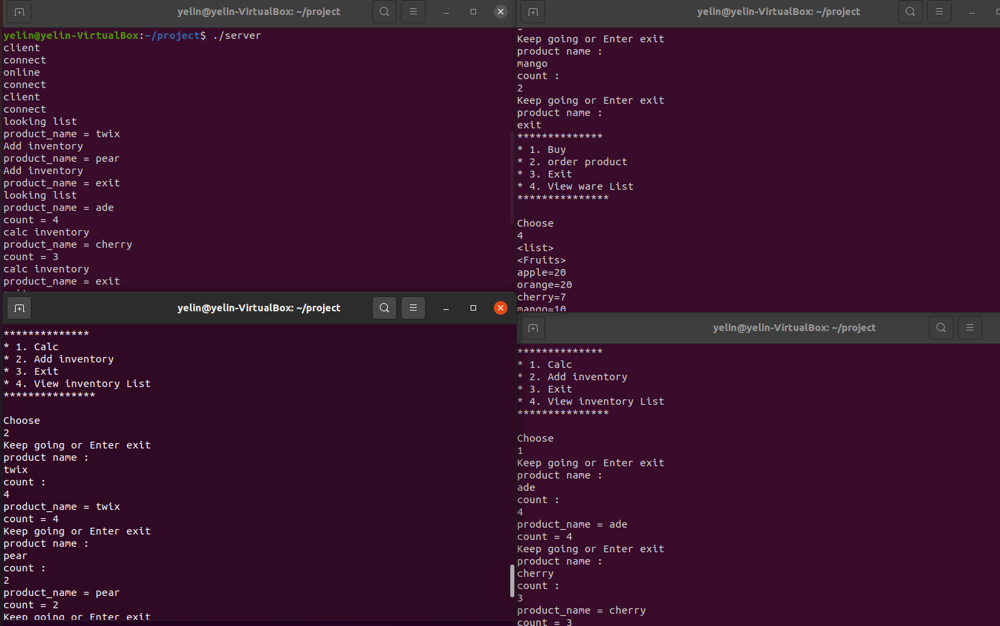 yelin@yelin-VirtualBox: ~/project
yelin@yelin-VirtualBox:~/project$ ./server
client
connect
online
connect
client
connect
looking list
product_name = twix
Add inventory
product_name = pear
Add inventory
product_name = exit
looking list
product_name = ade
count = 4
calc inventory
product_name = cherry
count = 3
calc inventory
product_name = exit
yelin@yelin-VirtualBox: ~/project
Keep going or Enter exit
product name :
mango
count :
2
Keep going or Enter exit
product name :
exit
**************
* 1. Buy
* 2. order product
* 3. Exit
* 4. View ware List
***************
Choose
4
<list>
<Fruits>
apple=20
orange=20
cherry=7
mango=10
yelin@yelin-VirtualBox: ~/project
**************
* 1. Calc
* 2. Add inventory
* 3. Exit
* 4. View inventory List
***************
Choose
2
Keep going or Enter exit
product name :
twix
count :
4
product_name = twix
count = 4
Keep going or Enter exit
product name :
pear
count :
2
product_name = pear
count = 2
Keep going or Enter exit
yelin@yelin-VirtualBox: ~/project
**************
* 1. Calc
* 2. Add inventory
* 3. Exit
* 4. View inventory List
***************
Choose
1
Keep going or Enter exit
product name :
ade
count :
4
product_name = ade
count = 4
Keep going or Enter exit
product name :
cherry
count :
3
product_name = cherry
count = 3